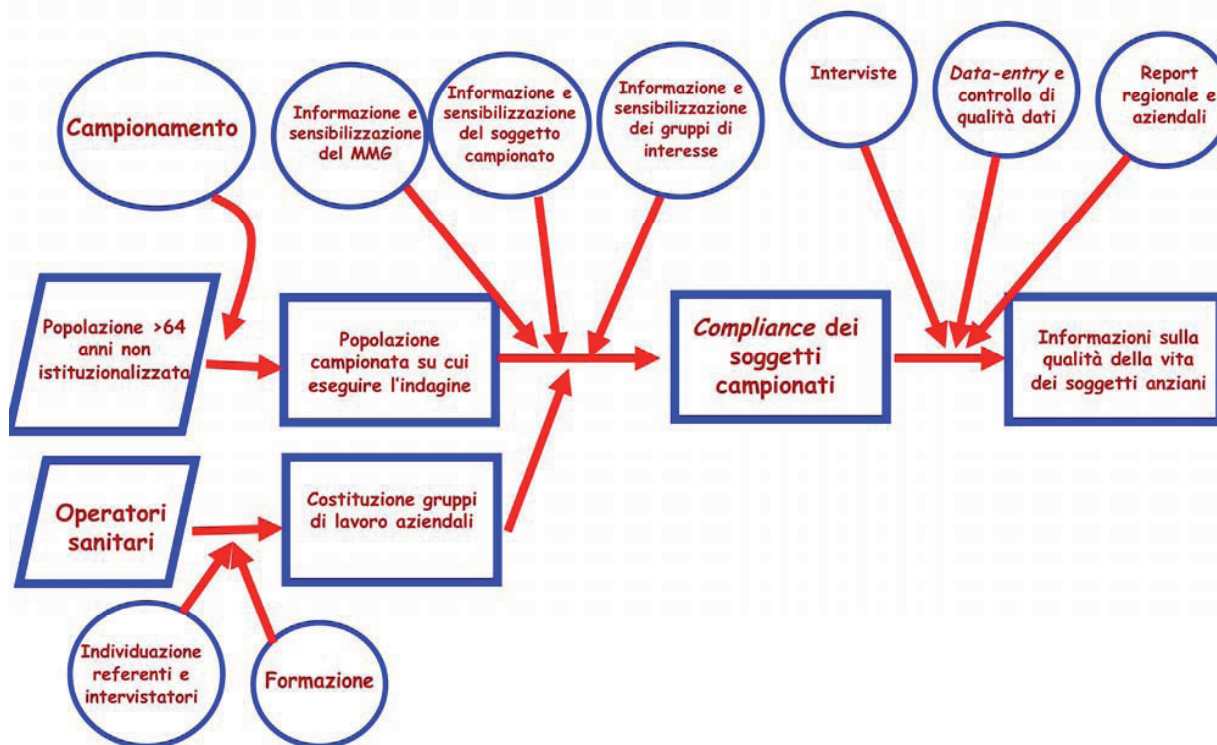 Campionamento
Informazione e
sensibilizzazione
del MMG
Informazione e
sensibilizzazione
del soggetto
campionato
Informazione e
sensibilizzazione
dei gruppi di
interesse
Interviste
Data-entry e
controllo di
qualità dati
Report
regionale e
aziendali
Popolazione >64
anni non
istituzionalizzata
Popolazione
campionata su cui
eseguire l'indagine
Compliance dei
soggetti
campionati
Informazioni sulla
qualità della vita
dei soggetti anziani
Operatori
sanitari
Costituzione gruppi
di lavoro aziendali
Individuazione
referenti e
intervistatori
Formazione